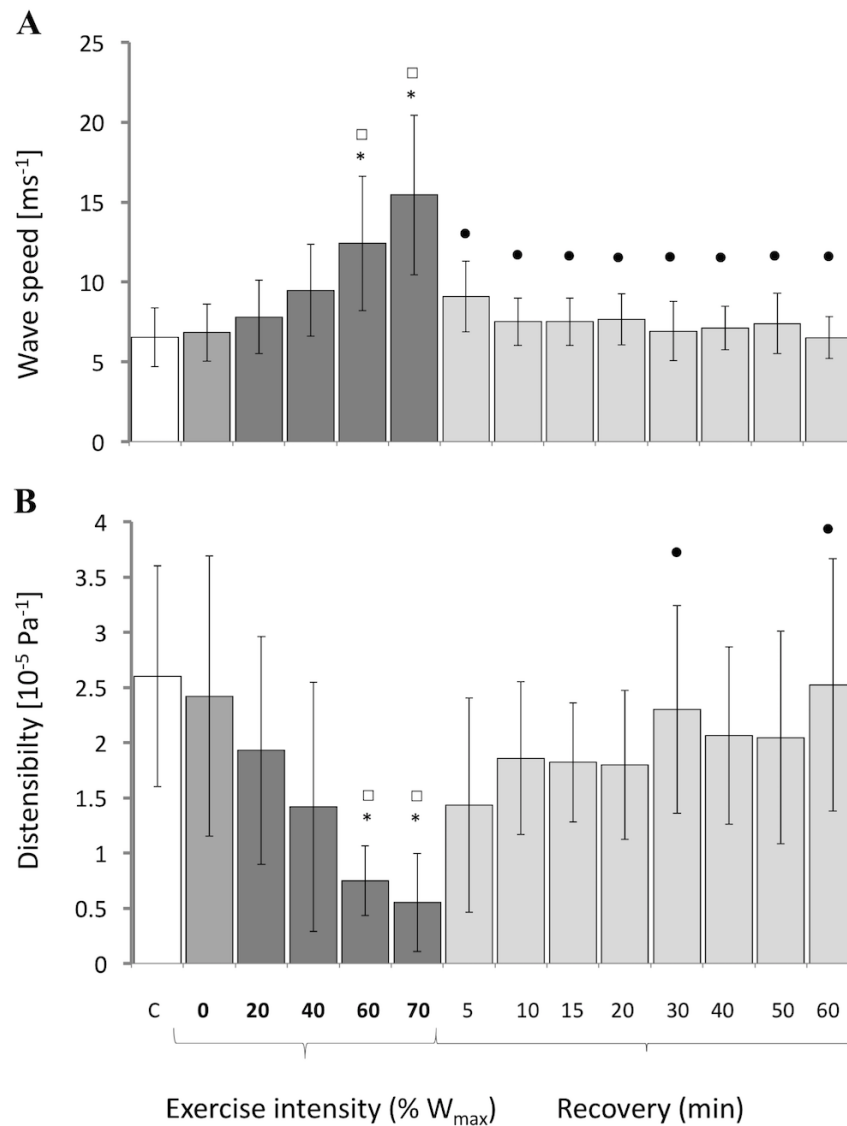 A
25
20
15
10
5
0
Wave speed [ms⁻¹]
□ *
□ *
● ● ● ● ● ● ● ●
B
4
3.5
3
2.5
2
1.5
1
0.5
0
Distensibilty [10⁻⁵ Pa⁻¹]
□ *
□ *
● ●
C 0 20 40 60 70 5 10 15 20 30 40 50 60
Exercise intensity (% Wₘₐₓ) Recovery (min)